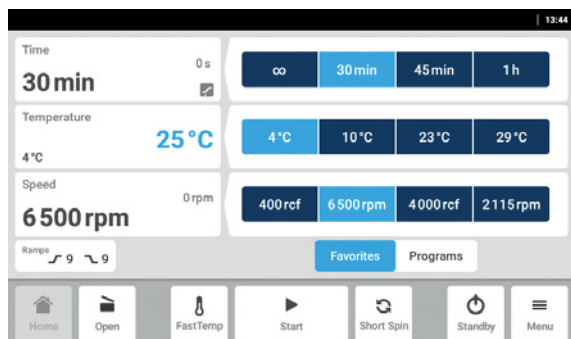 13:44
Time
0 s
30 min
∞ 30 min 45 min 1 h
Temperature
25 °C
4 °C
4 °C 10 °C 23 °C 29 °C
Speed
0 rpm
6 500 rpm
400 rcf 6 500 rpm 4 000 rcf 2 115 rpm
Ramps 9 9
Favorites Programs
Home Open FastTemp Start Short Spin Standby Menu